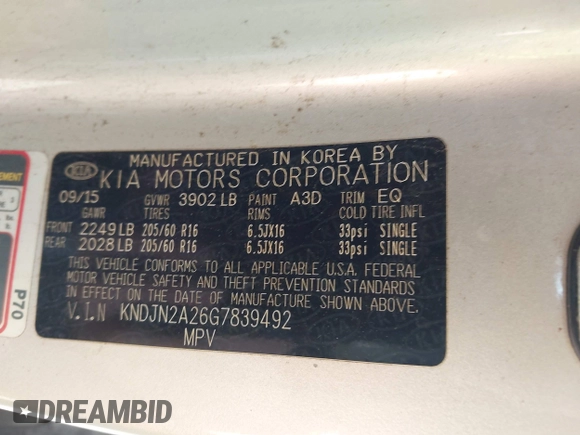 MANUFACTURED IN KOREA BY
KIA KIA MOTORS CORPORATION
09/15 GVWR 3902 LB PAINT A3D TRIM EQ
GAWR TIRES RIMS COLD TIRE INFL
FRONT 2249 LB 205/60 R16 6.5JX16 33psi SINGLE
REAR 2028 LB 205/60 R16 6.5JX16 33psi SINGLE
THIS VEHICLE CONFORMS TO ALL APPLICABLE U.S.A. FEDERAL
MOTOR VEHICLE SAFETY AND THEFT PREVENTION STANDARDS
IN EFFECT ON THE DATE OF MANUFACTURE SHOWN ABOVE.
V.I.N KNDJN2A26G7839492
MPV
P70
DREAMBID